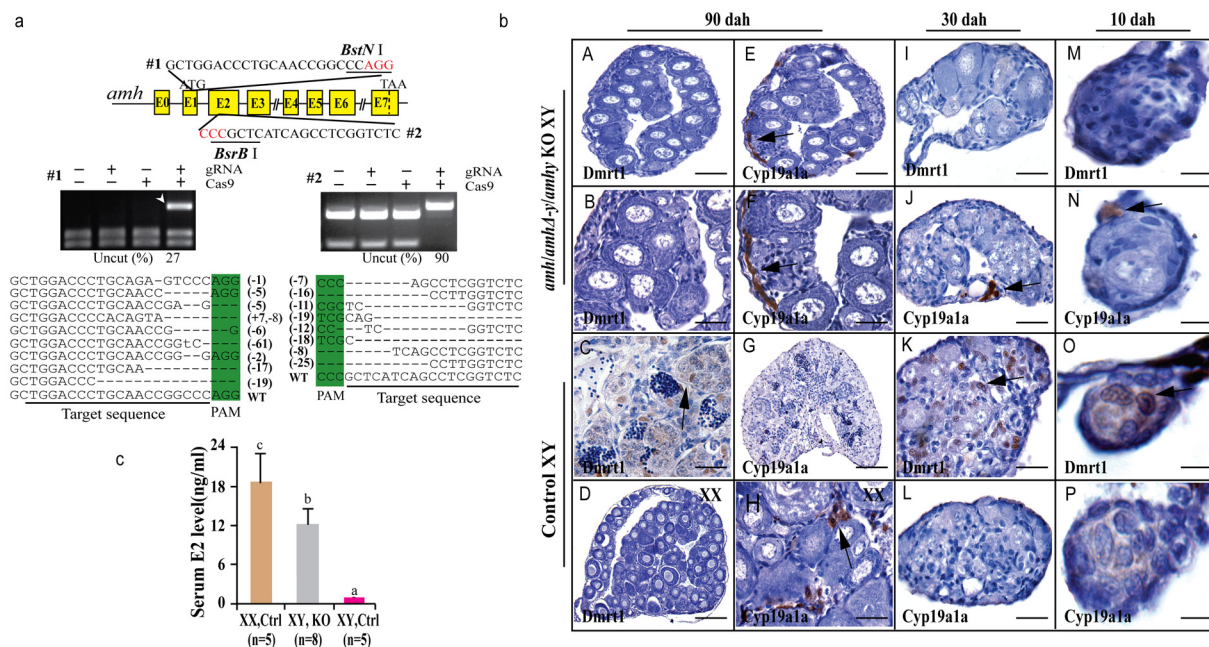 a
BstN I
#1 GCTGGACCCTGCAACCGGCCCAGG
ATG
TAA
amh
E0 E1 E2 E3 E4 E5 E6 E7
CCCGCTCATCAGCCTCGGTCTC #2
BsrB I
#1
– + – + gRNA
– – + + Cas9
Uncut (%) 27
#2
– + – + gRNA
– – + + Cas9
Uncut (%) 90
GCTGGACCCTGCAGA-GTCCCAGG (-1)
GCTGGACCCTGCAACC-----AGG (-5)
GCTGGACCCTGCAACCGA--G--- (-5)
GCTGGACCCCACAGTA-------- (+7,-8)
GCTGGACCCTGCAACCG------G (-6)
GCTGGACCCTGCAACCGGtC---- (-61)
GCTGGACCCTGCAACCGG--GAGG (-2)
GCTGGACCCTGCAA---------- (-17)
GCTGGACCC--------------- (-19)
GCTGGACCCTGCAACCGGCCCAGG WT
Target sequence PAM
(-7) CCC-------AGCCTCGGTCTC
(-16) ----------CCTTGGTCTC
(-11) CGCTC-----------GGTCTC
(-19) TCGCAG----------------
(-12) CC---TC---------GGTCTC
(-18) TCGC------------------
(-8) --------TCAGCCTCGGTCTC
(-25) ----------------------
WT CCCGCTCATCAGCCTCGGTCTC
PAM Target sequence
b
90 dah
30 dah
10 dah
amh/amhΔ-y/amhy KO XY
Control XY
A
Dmrt1
E
Cyp19a1a
I
Dmrt1
M
Dmrt1
B
Dmrt1
F
Cyp19a1a
J
Cyp19a1a
N
Cyp19a1a
C
Dmrt1
G
Cyp19a1a
K
Dmrt1
O
Dmrt1
D
Dmrt1
H
XX
Cyp19a1a
L
Cyp19a1a
P
Cyp19a1a
c
Serum E2 level(ng/ml)
24
18
12
6
0
c
b
a
XX,Ctrl XY, KO XY,Ctrl
(n=5) (n=8) (n=5)